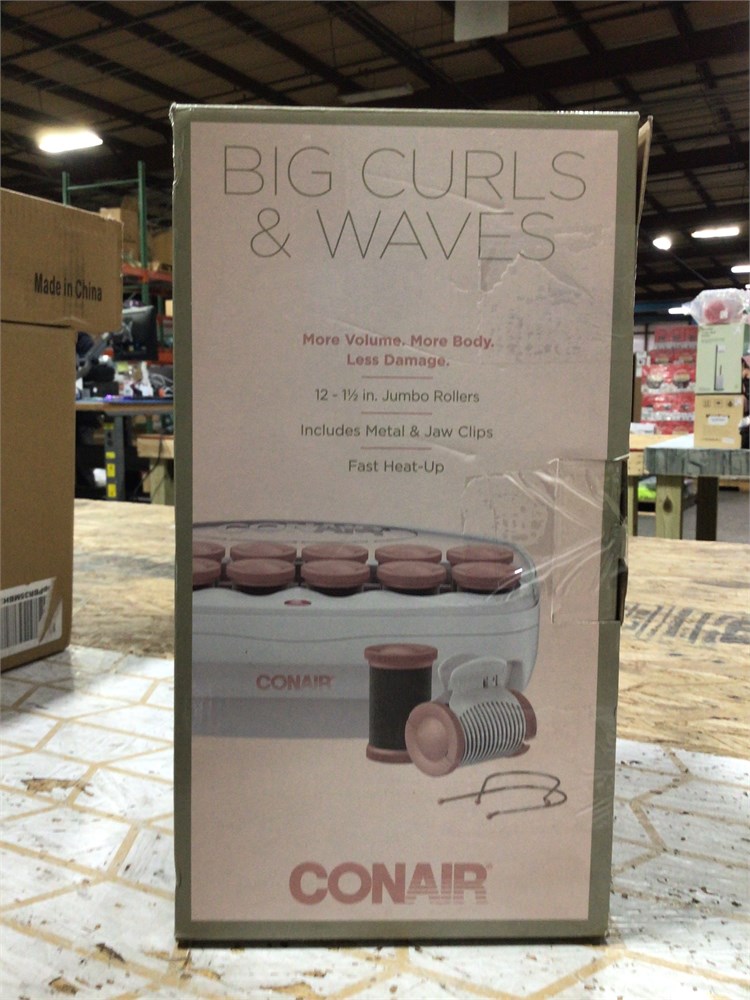 BIG CURLS
& WAVES
More Volume. More Body.
Less Damage.
12 - 1½ in. Jumbo Rollers
Includes Metal & Jaw Clips
Fast Heat-Up
CONAIR
CONAIR
Made in China